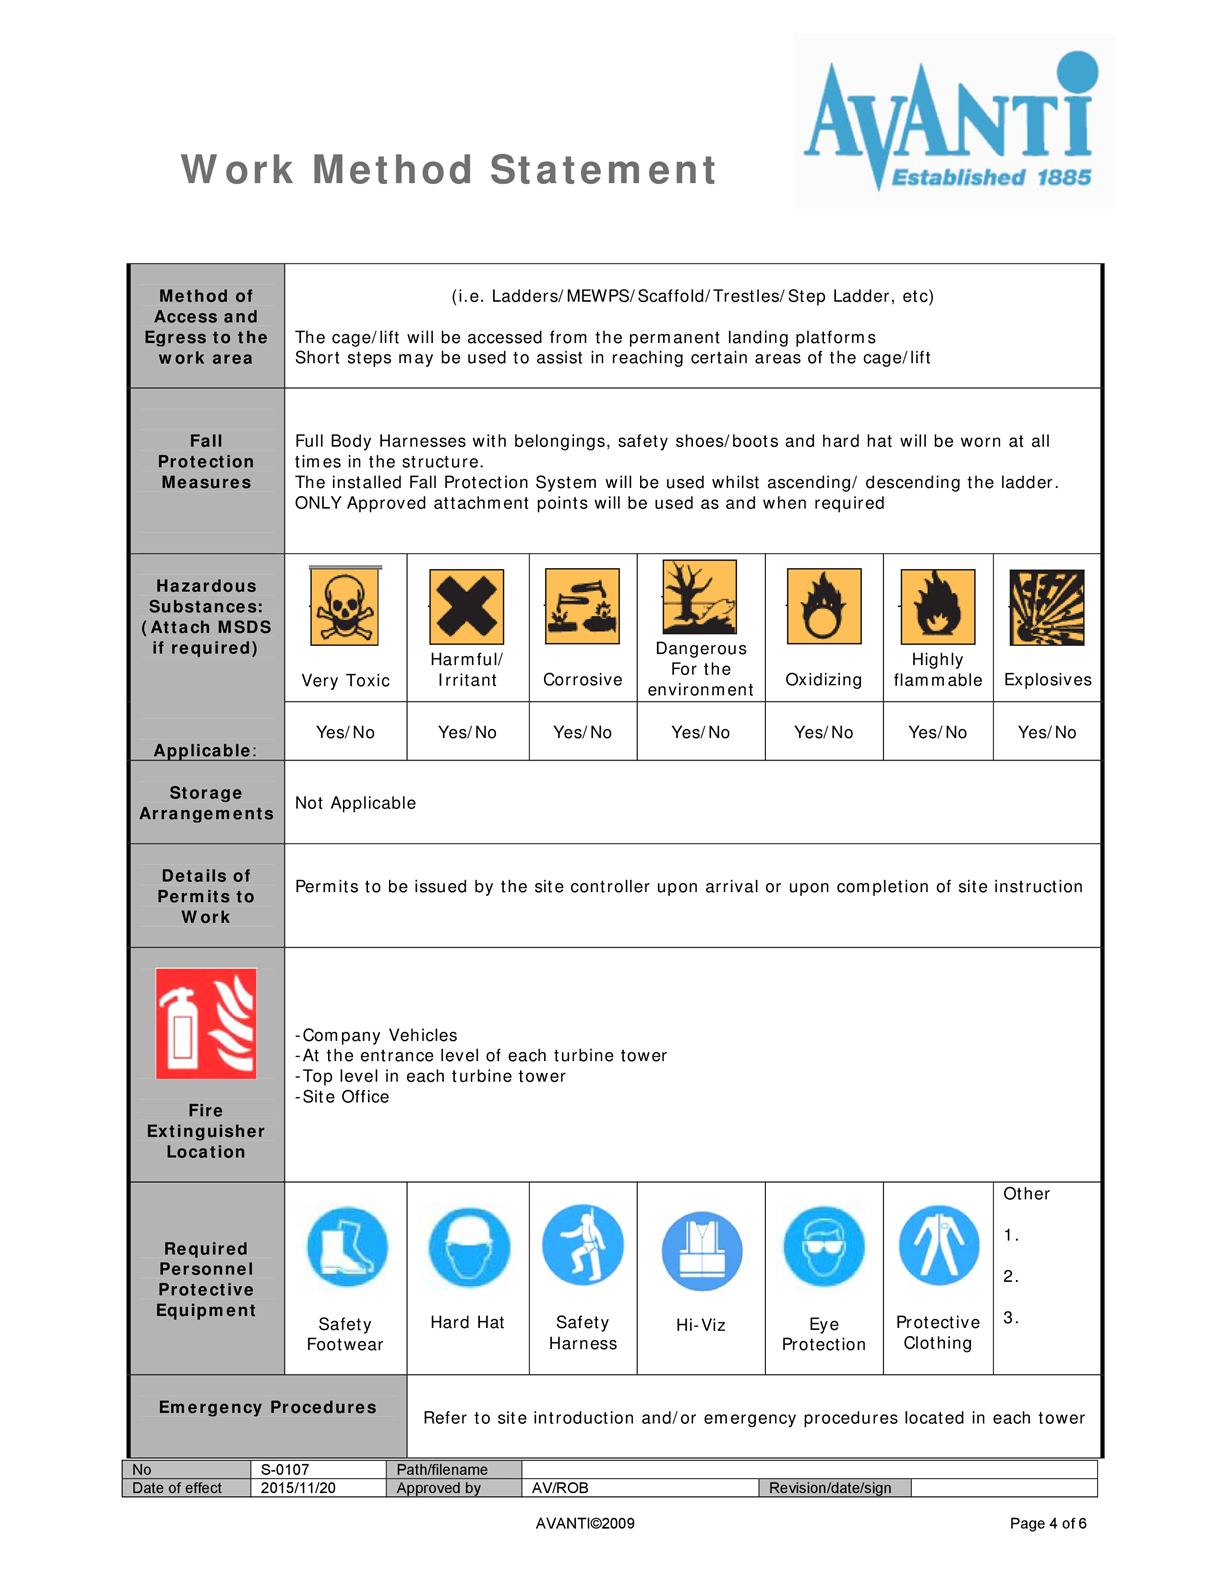 AVANTI
Established 1885
Work Method Statement
Method of
Access and
Egress to the
work area
(i.e. Ladders/MEWPS/Scaffold/Trestles/Step Ladder, etc)
The cage/lift will be accessed from the permanent landing platforms
Short steps may be used to assist in reaching certain areas of the cage/lift
Fall
Protection
Measures
Full Body Harnesses with belongings, safety shoes/boots and hard hat will be worn at all
times in the structure.
The installed Fall Protection System will be used whilst ascending/ descending the ladder.
ONLY Approved attachment points will be used as and when required
Hazardous
Substances:
(Attach MSDS
if required)
Very Toxic
Harmful/
Irritant
Corrosive
Dangerous
For the
environment
Oxidizing
Highly
flammable
Explosives
Applicable:
Yes/No
Yes/No
Yes/No
Yes/No
Yes/No
Yes/No
Yes/No
Storage
Arrangements
Not Applicable
Details of
Permits to
Work
Permits to be issued by the site controller upon arrival or upon completion of site instruction
Fire
Extinguisher
Location
-Company Vehicles
-At the entrance level of each turbine tower
-Top level in each turbine tower
-Site Office
Required
Personnel
Protective
Equipment
Safety
Footwear
Hard Hat
Safety
Harness
Hi-Viz
Eye
Protection
Protective
Clothing
Other
1.
2.
3.
Emergency Procedures
Refer to site introduction and/or emergency procedures located in each tower
No S-0107 Path/filename
Date of effect 2015/11/20 Approved by AV/ROB Revision/date/sign
AVANTI©2009
Page 4 of 6